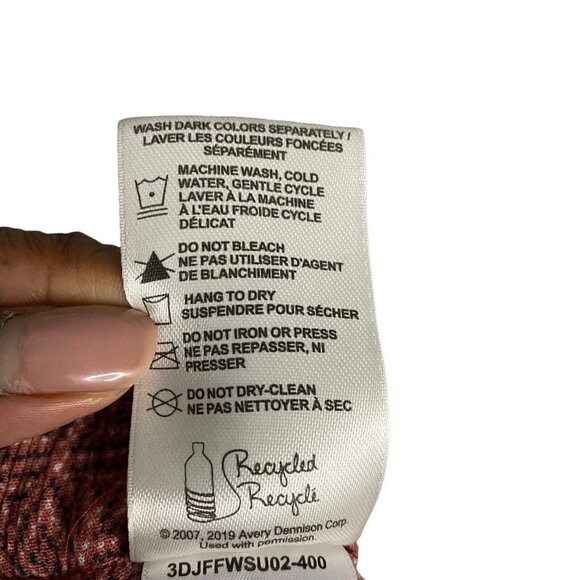 WASH DARK COLORS SEPARATELY /
LAVER LES COULEURS FONCÉES
SÉPARÉMENT
MACHINE WASH, COLD
WATER, GENTLE CYCLE
LAVER À LA MACHINE
À L'EAU FROIDE CYCLE
DÉLICAT
DO NOT BLEACH
NE PAS UTILISER D'AGENT
DE BLANCHIMENT
HANG TO DRY
SUSPENDRE POUR SÉCHER
DO NOT IRON OR PRESS
NE PAS REPASSER, NI
PRESSER
DO NOT DRY-CLEAN
NE PAS NETTOYER À SEC
Recycled
Recyclé
© 2007, 2019 Avery Dennison Corp.
Used with permission.
3DJFFWSU02-400